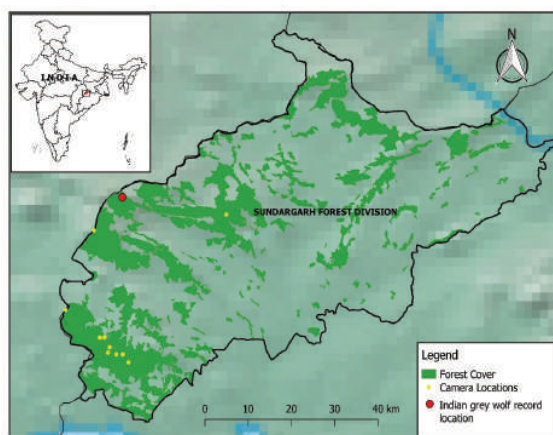 INDIA
N
SUNDARGARH FOREST DIVISION
Legend
Forest Cover
Camera Locations
Indian grey wolf record
location
0 10 20 30 40 km